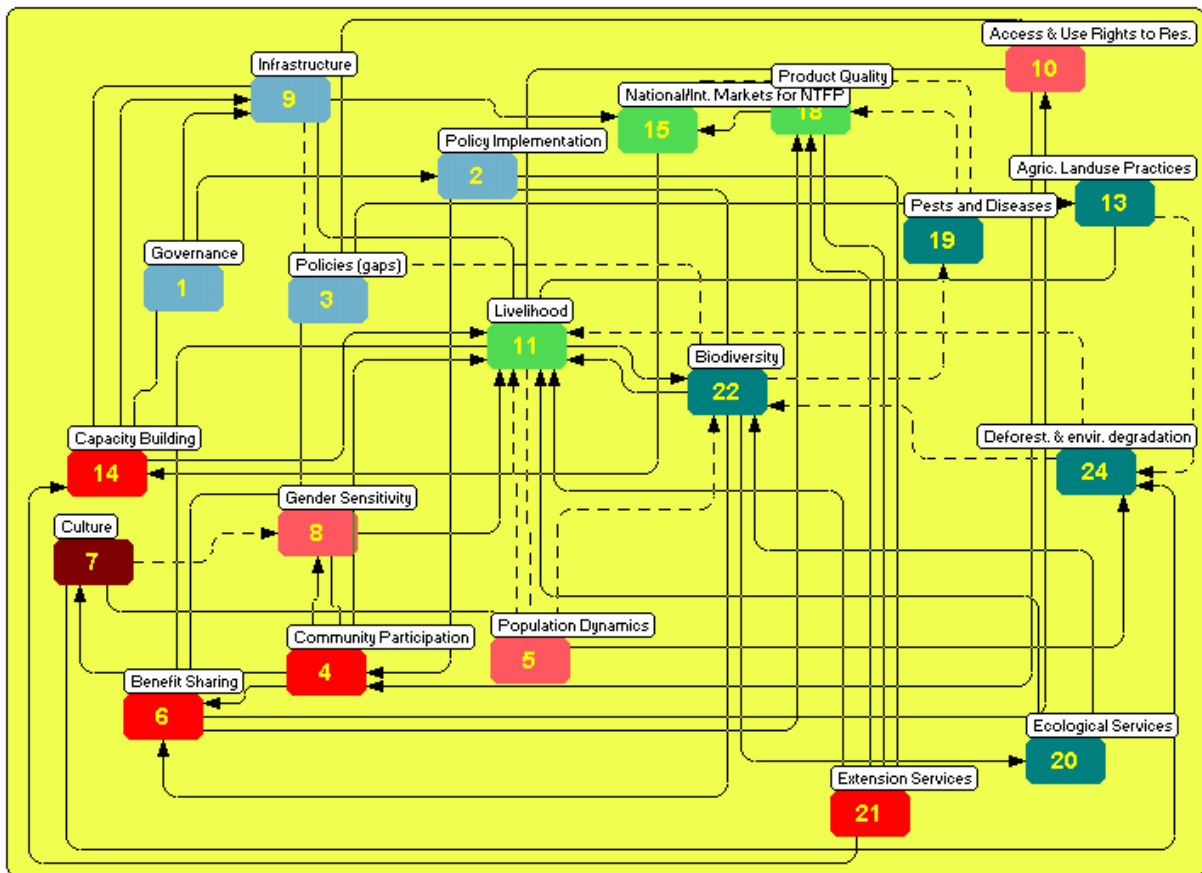 Access & Use Rights to Res.
10
Infrastructure
9
Product Quality
18
National/Int. Markets for NTFP
15
Policy Implementation
2
Agric. Landuse Practices
13
Pests and Diseases
19
Governance
1
Policies (gaps)
3
Livelihood
11
Biodiversity
22
Capacity Building
14
Deforest. & envir. degradation
24
Gender Sensitivity
8
Culture
7
Community Participation
4
Population Dynamics
5
Benefit Sharing
6
Ecological Services
20
Extension Services
21